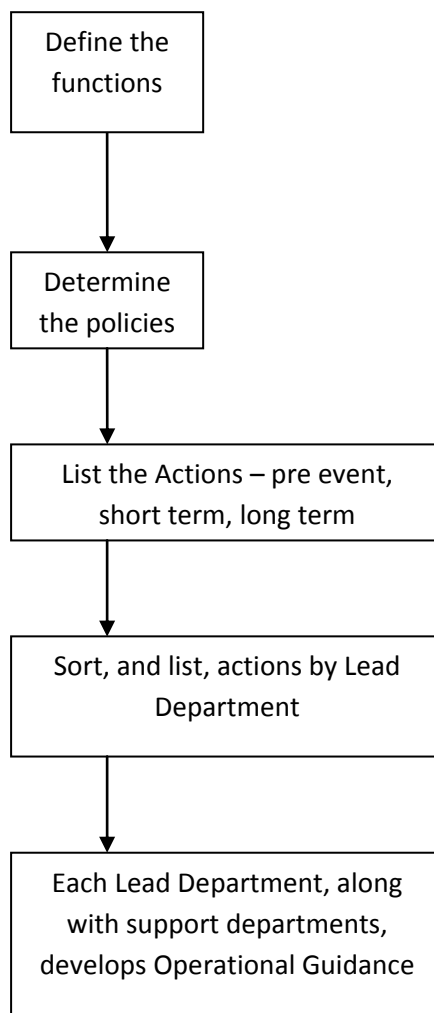 Define the
functions
Determine
the policies
List the Actions – pre event,
short term, long term
Sort, and list, actions by Lead
Department
Each Lead Department, along
with support departments,
develops Operational Guidance